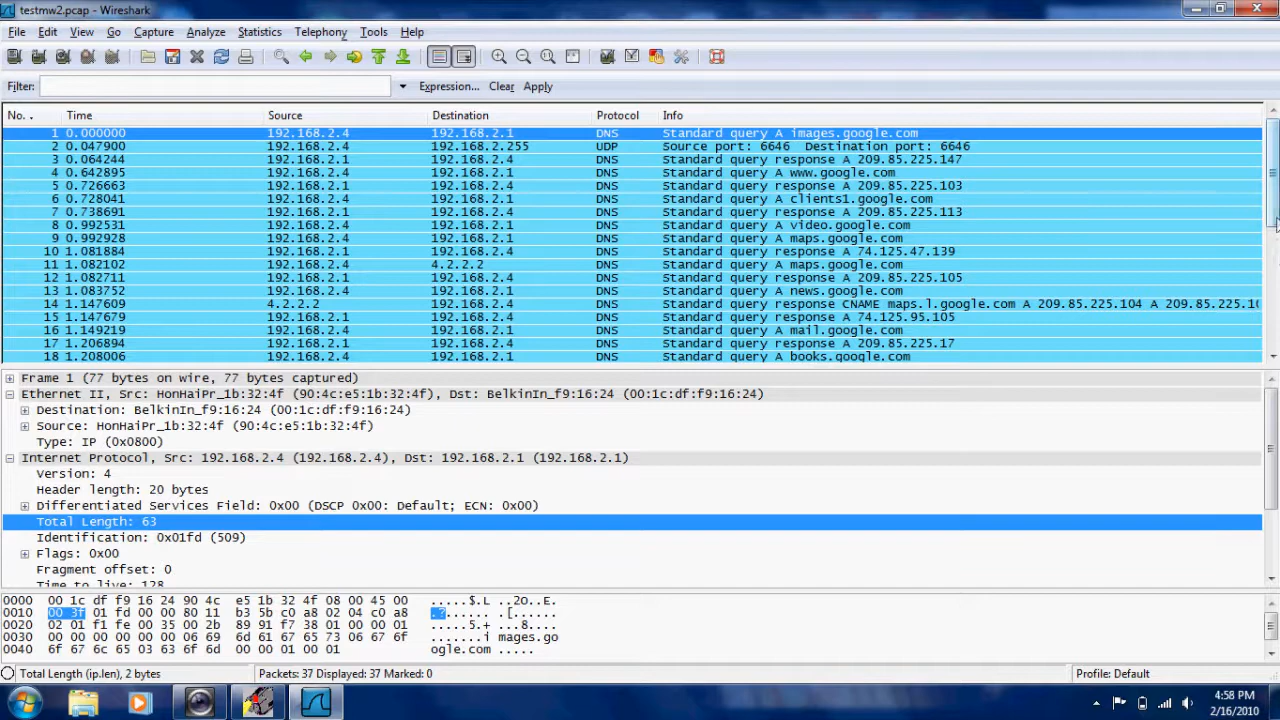 testmw2.pcap - Wireshark
File Edit View Go Capture Analyze Statistics Telephony Tools Help
Filter: Expression... Clear Apply
No. . Time Source Destination Protocol Info
1 0.000000 192.168.2.4 192.168.2.1 DNS Standard query A images.google.com
2 0.047900 192.168.2.4 192.168.2.255 UDP Source port: 6646 Destination port: 6646
3 0.064244 192.168.2.1 192.168.2.4 DNS Standard query response A 209.85.225.147
4 0.642895 192.168.2.4 192.168.2.1 DNS Standard query A www.google.com
5 0.726663 192.168.2.1 192.168.2.4 DNS Standard query response A 209.85.225.103
6 0.728041 192.168.2.4 192.168.2.1 DNS Standard query A clients1.google.com
7 0.738691 192.168.2.1 192.168.2.4 DNS Standard query response A 209.85.225.113
8 0.992531 192.168.2.4 192.168.2.1 DNS Standard query A video.google.com
9 0.992928 192.168.2.4 192.168.2.1 DNS Standard query A maps.google.com
10 1.081884 192.168.2.1 192.168.2.4 DNS Standard query response A 74.125.47.139
11 1.082102 192.168.2.4 4.2.2.2 DNS Standard query A maps.google.com
12 1.082711 192.168.2.1 192.168.2.4 DNS Standard query response A 209.85.225.105
13 1.083752 192.168.2.4 192.168.2.1 DNS Standard query A news.google.com
14 1.147609 4.2.2.2 192.168.2.4 DNS Standard query response CNAME maps.l.google.com A 209.85.225.104 A 209.85.225.10
15 1.147679 192.168.2.1 192.168.2.4 DNS Standard query response A 74.125.95.105
16 1.149219 192.168.2.4 192.168.2.1 DNS Standard query A mail.google.com
17 1.206894 192.168.2.1 192.168.2.4 DNS Standard query response A 209.85.225.17
18 1.208006 192.168.2.4 192.168.2.1 DNS Standard query A books.google.com
Frame 1 (77 bytes on wire, 77 bytes captured)
Ethernet II, Src: HonHaiPr_1b:32:4f (90:4c:e5:1b:32:4f), Dst: BelkinIn_f9:16:24 (00:1c:df:f9:16:24)
Destination: BelkinIn_f9:16:24 (00:1c:df:f9:16:24)
Source: HonHaiPr_1b:32:4f (90:4c:e5:1b:32:4f)
Type: IP (0x0800)
Internet Protocol, Src: 192.168.2.4 (192.168.2.4), Dst: 192.168.2.1 (192.168.2.1)
Version: 4
Header length: 20 bytes
Differentiated Services Field: 0x00 (DSCP 0x00: Default; ECN: 0x00)
Total Length: 63
Identification: 0x01fd (509)
Flags: 0x00
Fragment offset: 0
Time to live: 128
0000 00 1c df f9 16 24 90 4c e5 1b 32 4f 08 00 45 00 .....$.L ..2O..E.
0010 00 3f 01 fd 00 00 80 11 b3 5b c0 a8 02 04 c0 a8 .?...... .[......
0020 02 01 f1 fe 00 35 00 2b 89 91 f7 38 01 00 00 01 .....5.+ ...8....
0030 00 00 00 00 00 00 06 69 6d 61 67 65 73 06 67 6f .......i mages.go
0040 6f 67 6c 65 03 63 6f 6d 00 00 01 00 01 ogle.com .....
Total Length (ip.len), 2 bytes Packets: 37 Displayed: 37 Marked: 0 Profile: Default
4:58 PM
2/16/2010